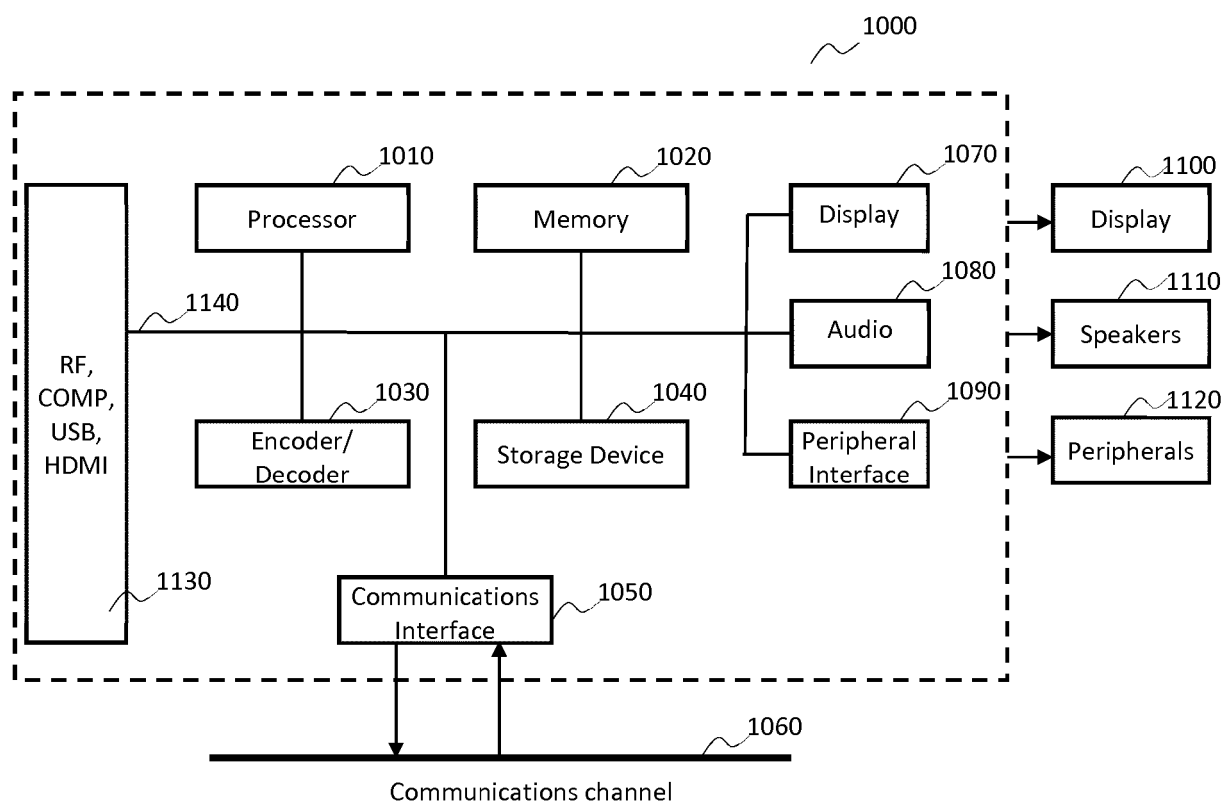 1000
1010
1020
1070
1100
Processor
Memory
Display
Display
1140
1080
1110
Audio
Speakers
RF,
COMP,
USB,
HDMI
1030
1040
1090
1120
Encoder/
Decoder
Storage Device
Peripheral
Interface
Peripherals
1130
Communications
Interface
1050
1060
Communications channel